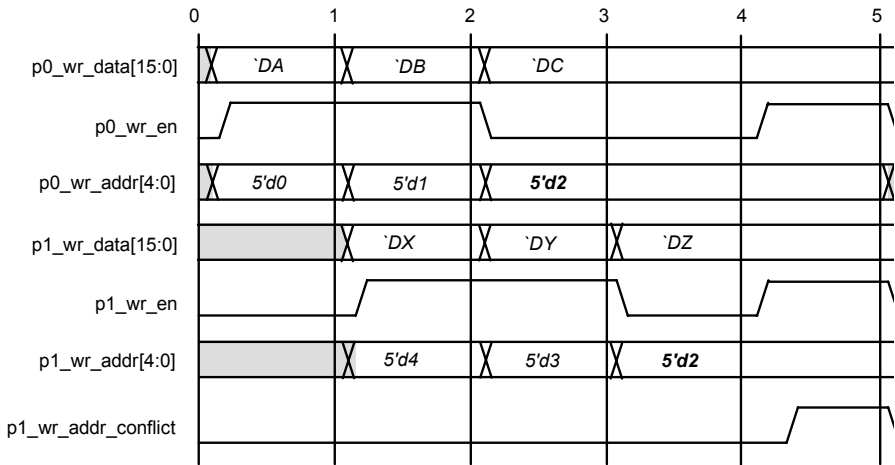 0 1 2 3 4 5
p0_wr_data[15:0] `DA `DB `DC
p0_wr_en
p0_wr_addr[4:0] 5'd0 5'd1 5'd2
p1_wr_data[15:0] `DX `DY `DZ
p1_wr_en
p1_wr_addr[4:0] 5'd4 5'd3 5'd2
p1_wr_addr_conflict